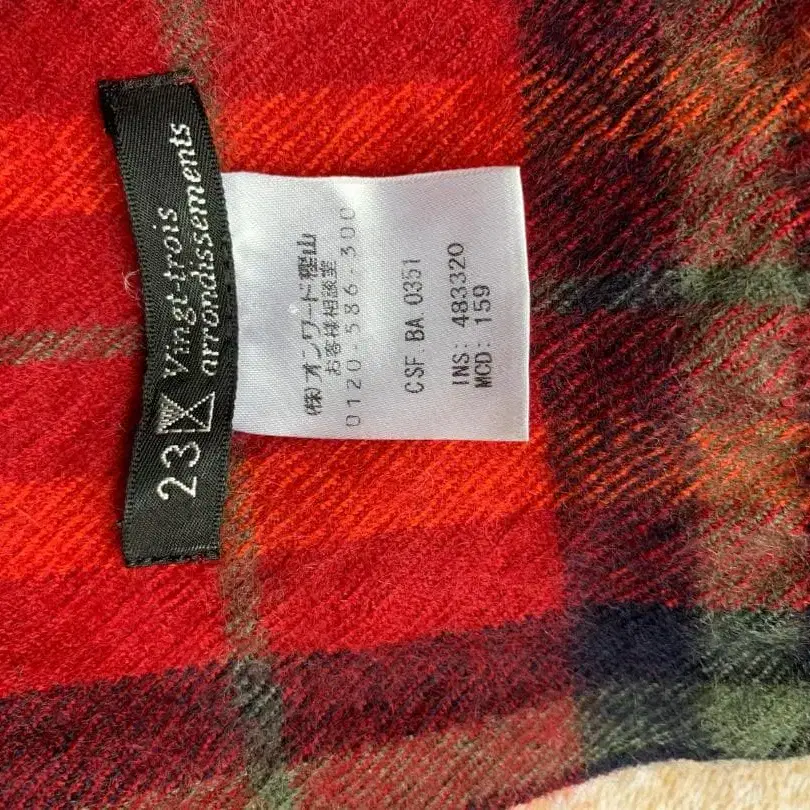 23 Vingt-trois
arrondissements
(株)オンワード樫山
お客様相談室
0120-586-300
CSF.BA.0351
INS: 483320
MCD: 159